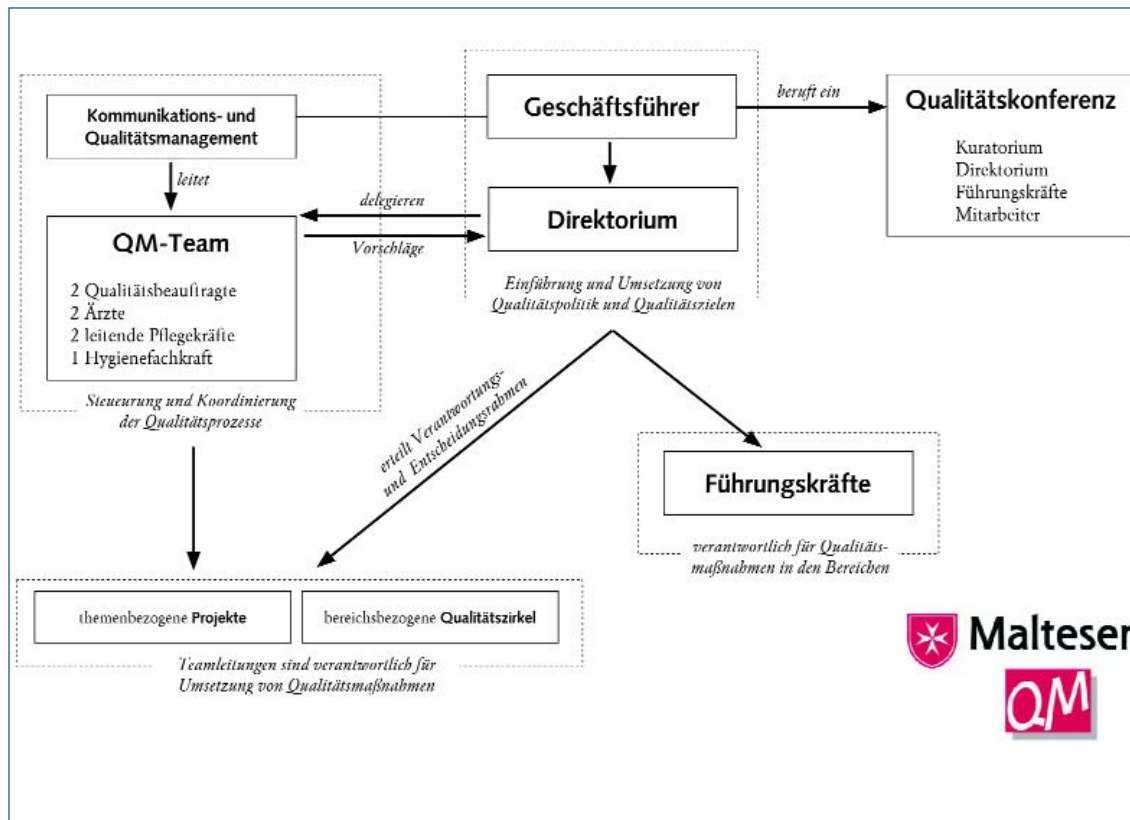 Kommunikations- und
Qualitätsmanagement
leitet
QM-Team
2 Qualitätsbeauftragte
2 Ärzte
2 leitende Pflegekräfte
1 Hygienefachkraft
Steueurung und Koordinierung
der Qualitätsprozesse
delegieren
Vorschläge
Geschäftsführer
Direktorium
Einführung und Umsetzung von
Qualitätspolitik und Qualitätszielen
beruft ein
Qualitätskonferenz
Kuratorium
Direktorium
Führungskräfte
Mitarbeiter
erteilt Verantwortungs-
und Entscheidungsrahmen
Führungskräfte
verantwortlich für Qualitäts-
maßnahmen in den Bereichen
themenbezogene Projekte
bereichsbezogene Qualitätszirkel
Teamleitungen sind verantwortlich für
Umsetzung von Qualitätsmaßnahmen
Malteser
QM